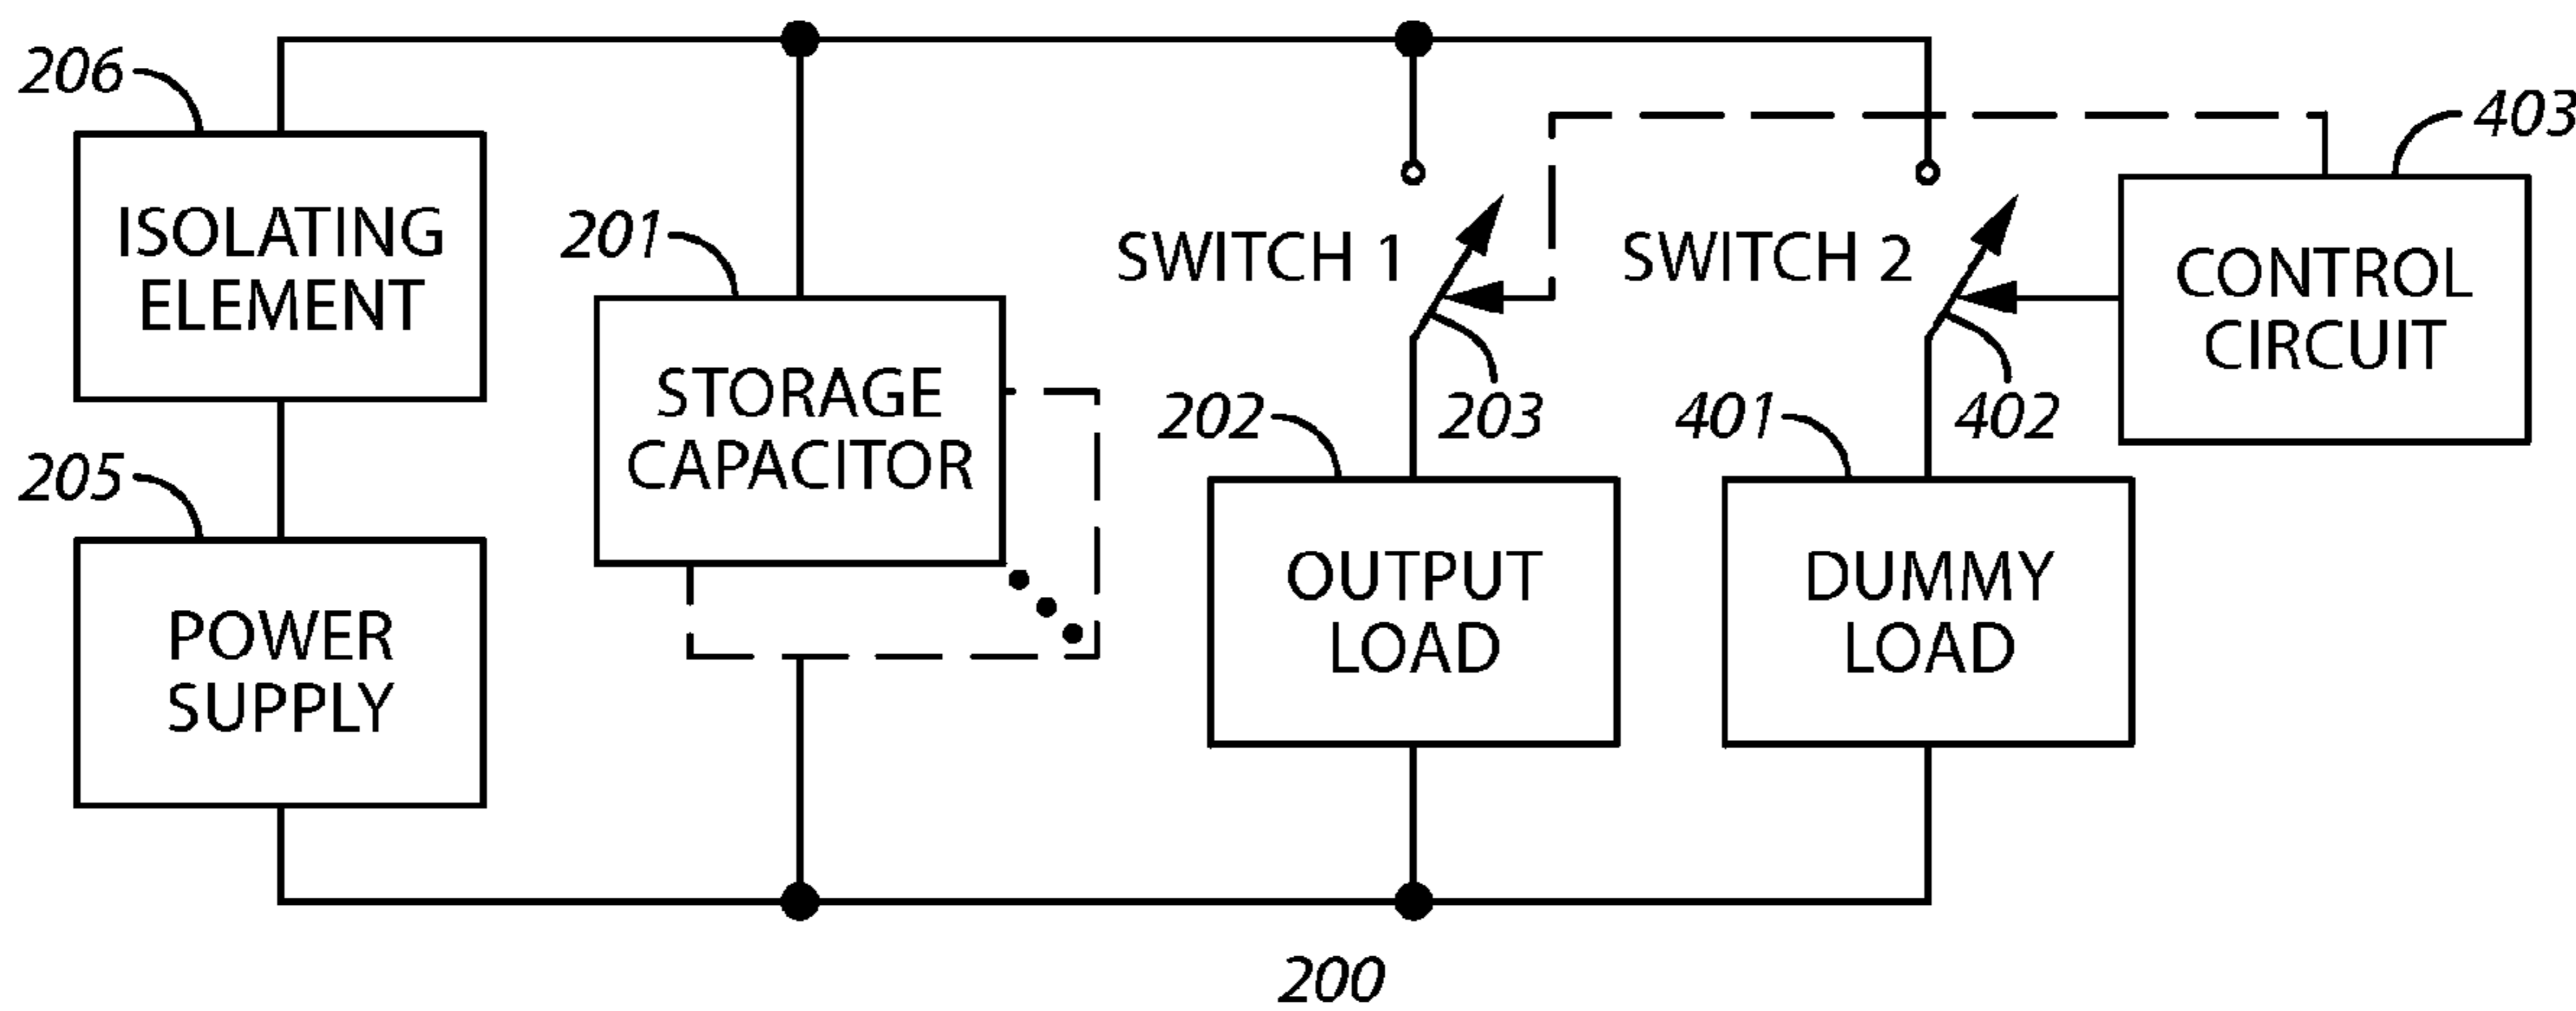 206
ISOLATING
ELEMENT
205
POWER
SUPPLY
201
STORAGE
CAPACITOR
SWITCH 1
203
202
OUTPUT
LOAD
SWITCH 2
402
401
DUMMY
LOAD
403
CONTROL
CIRCUIT
200